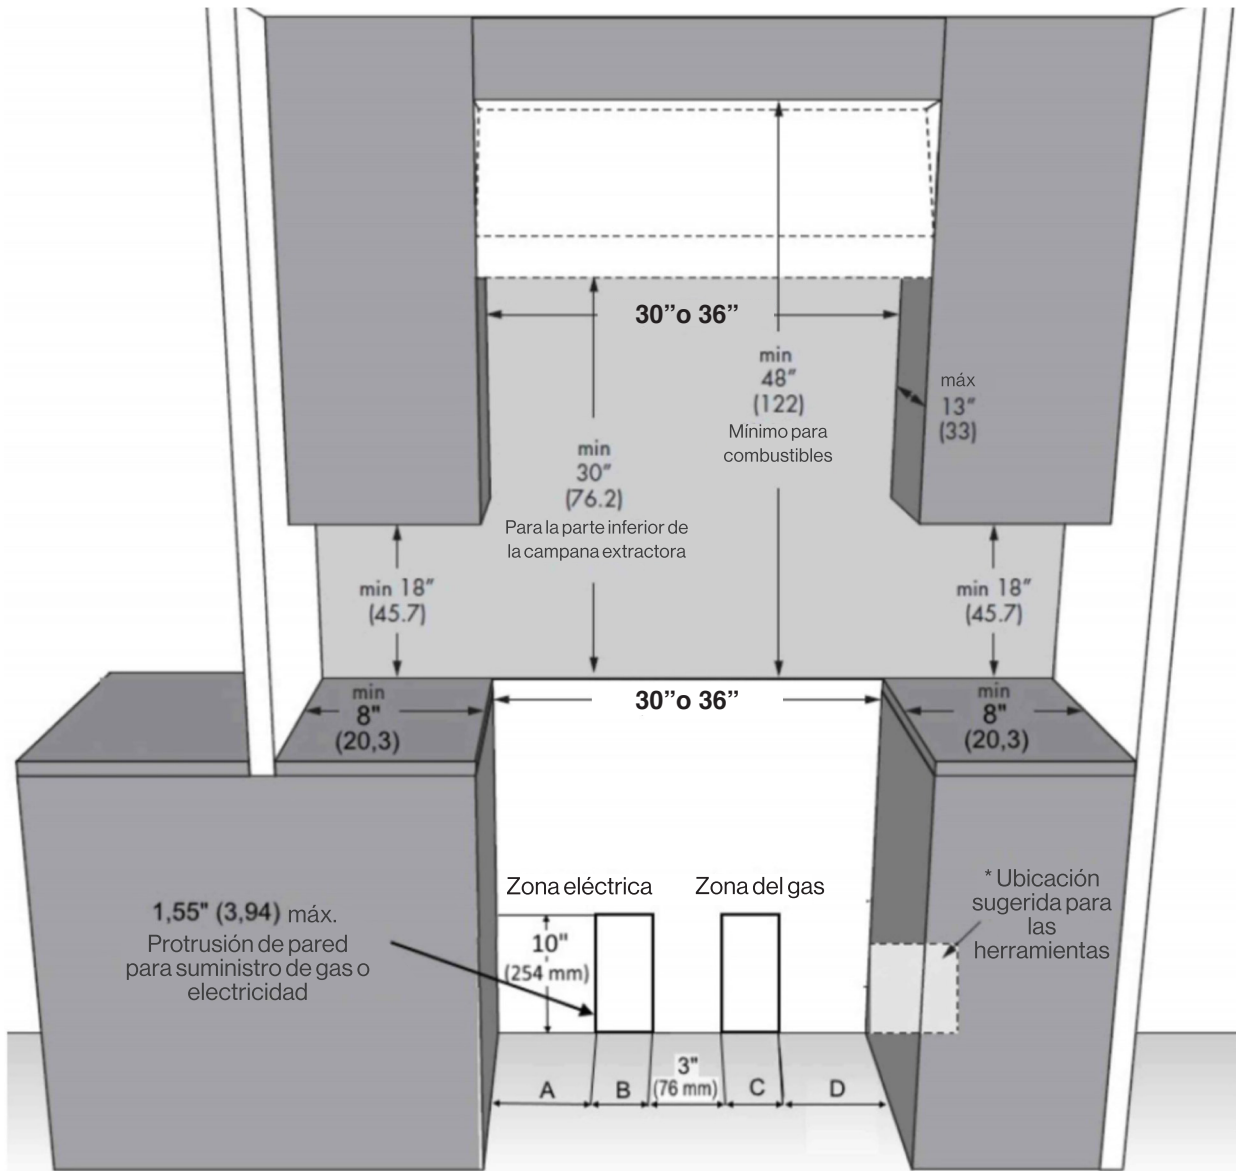 30”o 36”
min
48"
(122)
Mínimo para
combustibles
máx
13"
(33)
min
30"
(76.2)
Para la parte inferior de
la campana extractora
min 18"
(45.7)
min 18"
(45.7)
min
8"
(20,3)
30”o 36”
min
8"
(20,3)
Zona eléctrica
Zona del gas
* Ubicación
sugerida para
las
herramientas
1,55" (3,94) máx.
Protrusión de pared
para suministro de gas o
electricidad
10"
(254 mm)
A
B
3"
(76 mm)
C
D